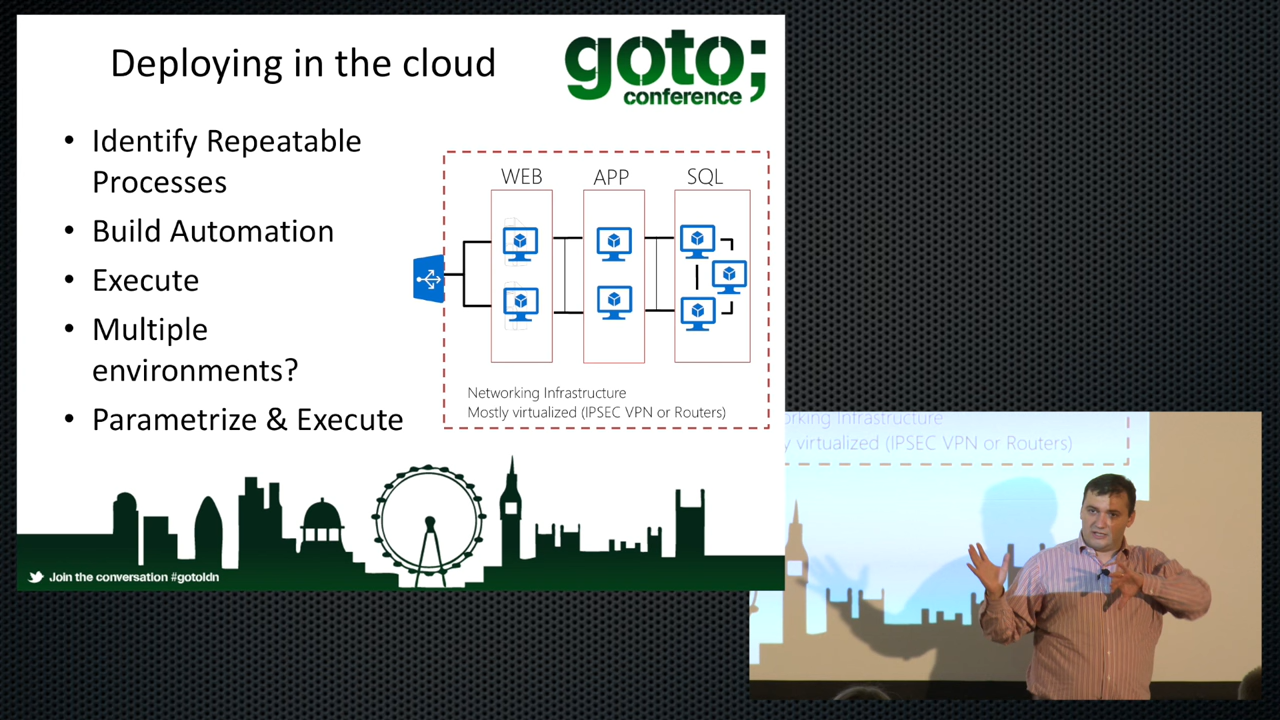 Deploying in the cloud
goto;
conference
• Identify Repeatable
Processes
• Build Automation
• Execute
• Multiple
environments?
• Parametrize & Execute
WEB
APP
SQL
Networking Infrastructure
Mostly virtualized (IPSEC VPN or Routers)
Join the conversation #gotoldn
rking Infrastructure
y virtualized (IPSEC VPN or Routers)